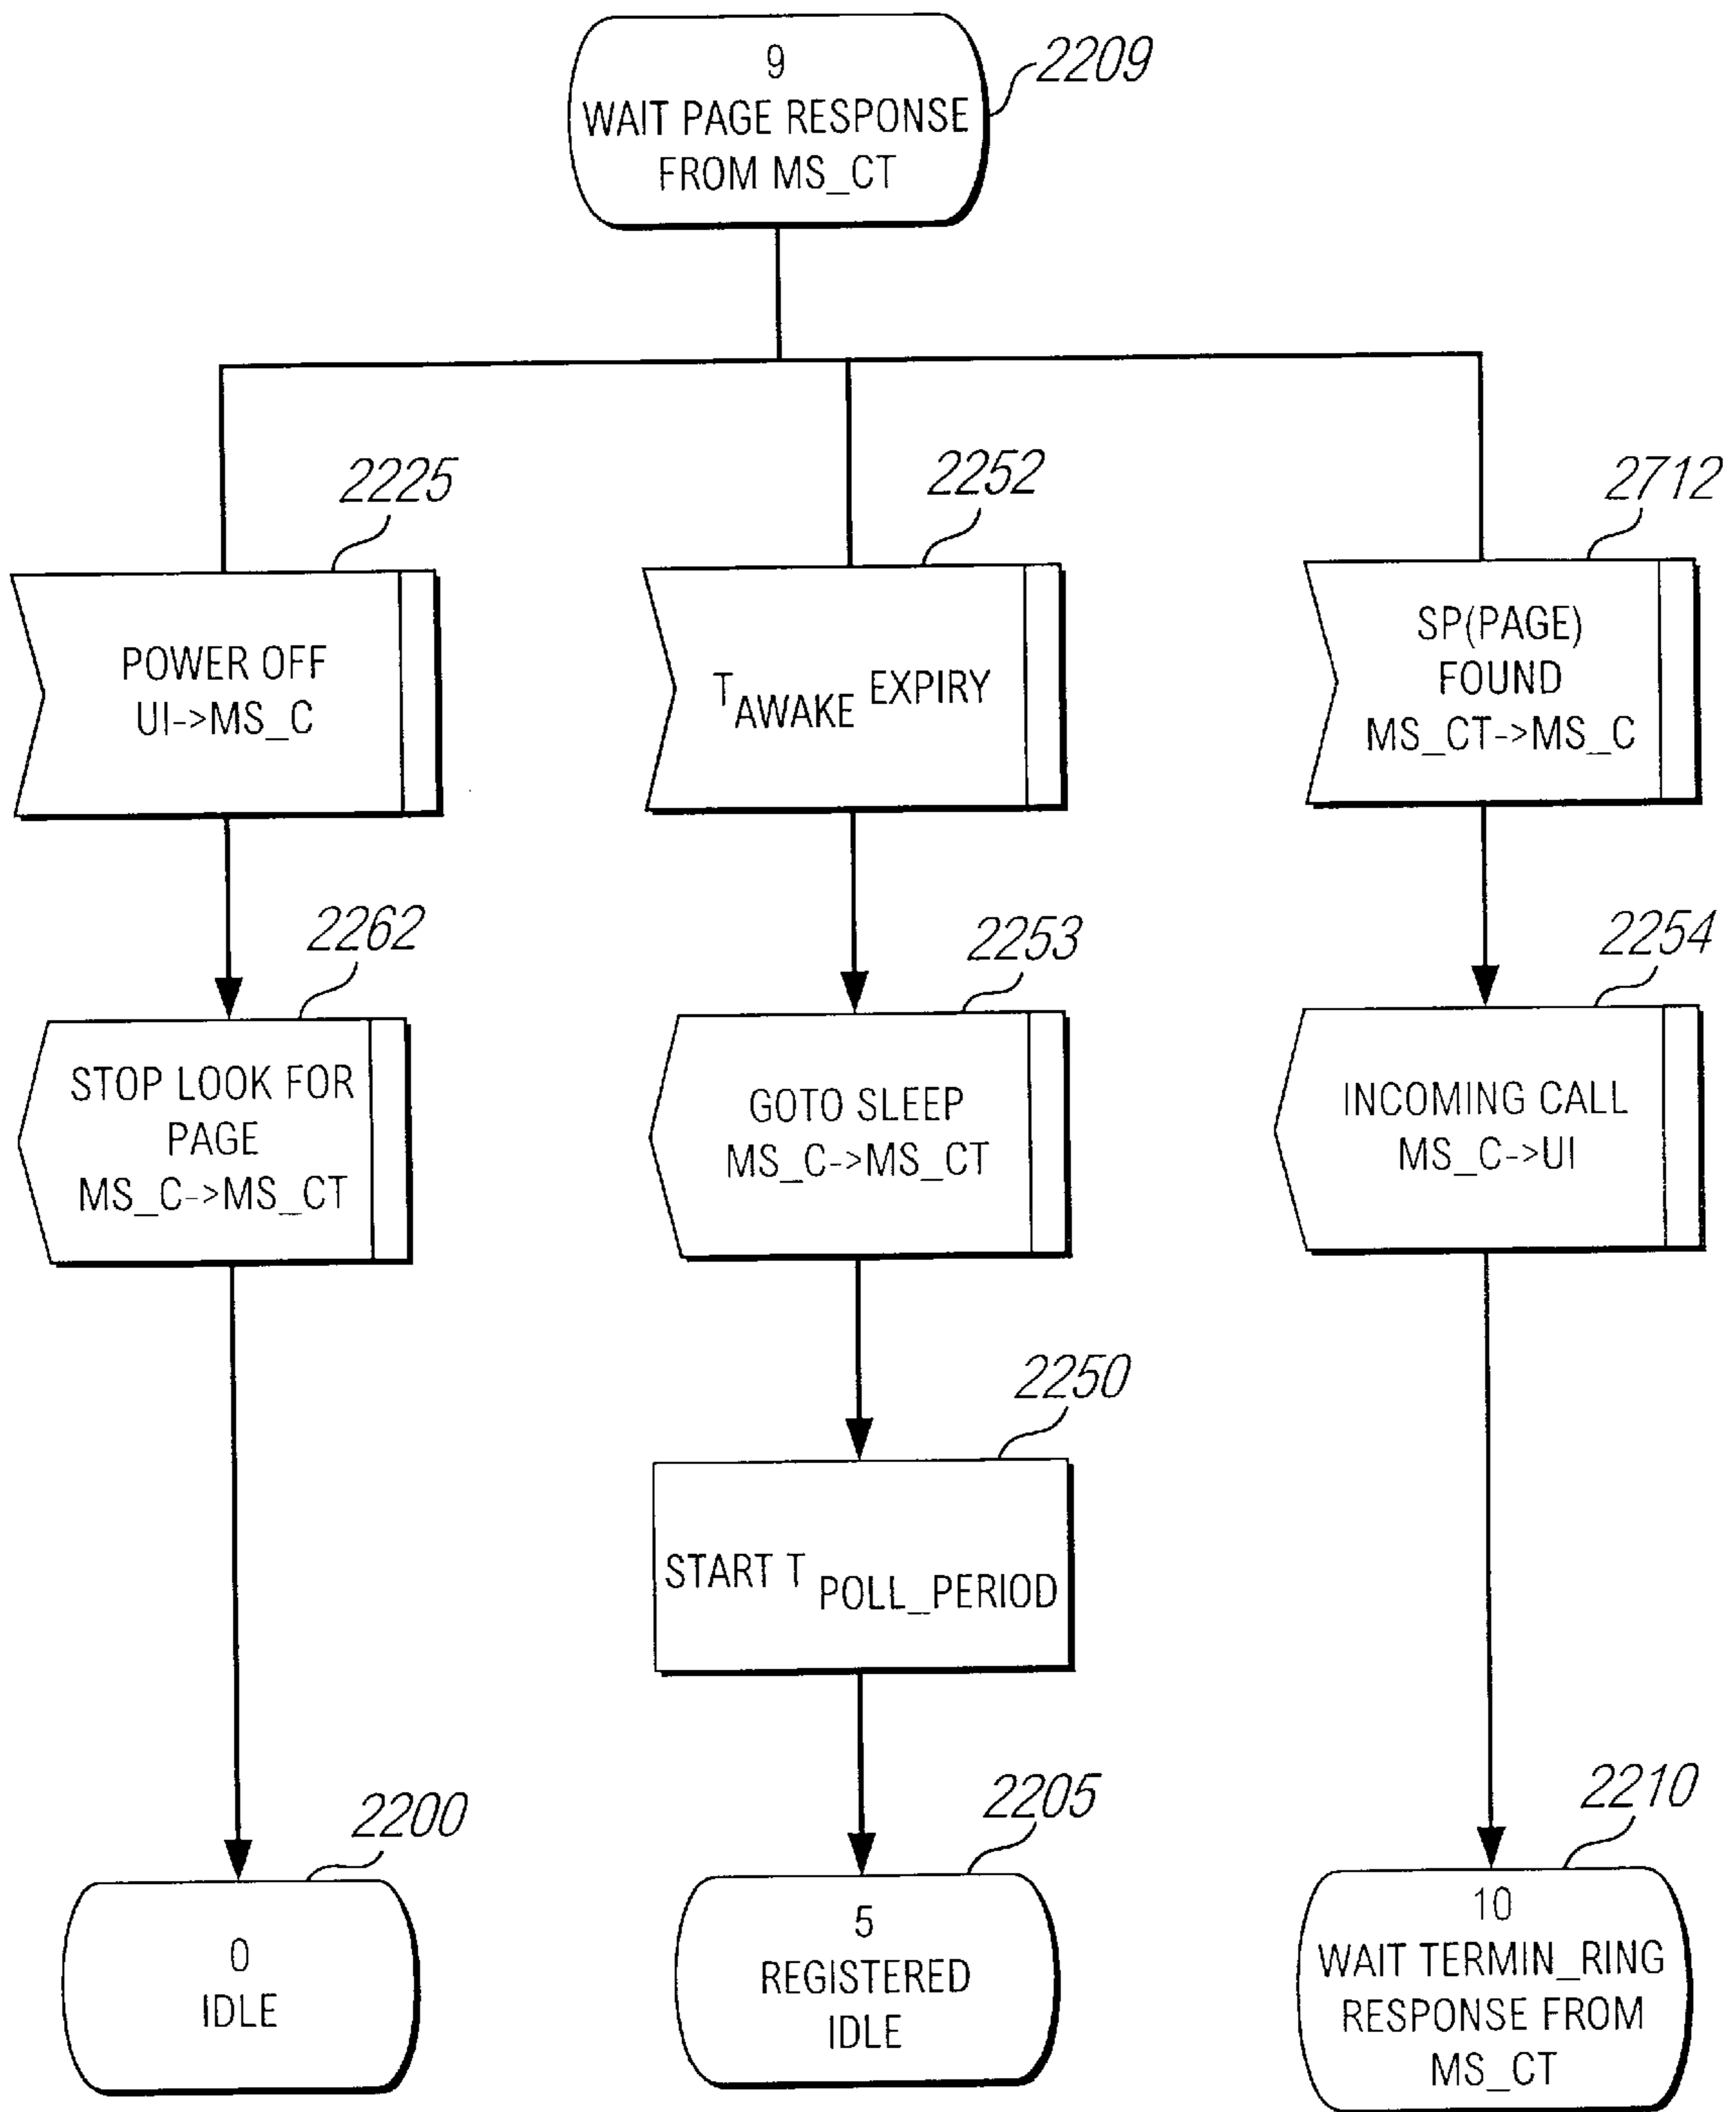 9
WAIT PAGE RESPONSE
FROM MS_CT
2209
2225
POWER OFF
UI->MS_C
2252
T AWAKE EXPIRY
2712
SP(PAGE)
FOUND
MS_CT->MS_C
2262
STOP LOOK FOR
PAGE
MS_C->MS_CT
2253
GOTO SLEEP
MS_C->MS_CT
2254
INCOMING CALL
MS_C->UI
2250
START T POLL_PERIOD
2200
0
IDLE
2205
5
REGISTERED
IDLE
2210
10
WAIT TERMIN_RING
RESPONSE FROM
MS_CT